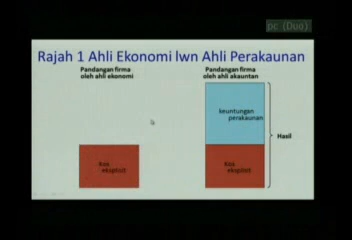 pc (Duo)
Rajah 1 Ahli Ekonomi lwn Ahli Perakaunan
Pandangan firma
oleh ahli ekonomi
Pandangan firma
oleh ahli akauntan
keuntungan
perakaunan
Hasil
Kos
eksplisit
Kos
eksplisit